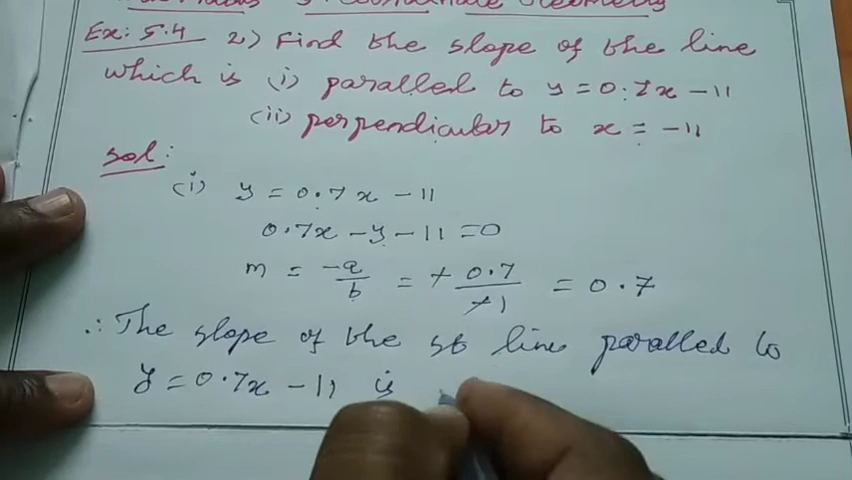 Coordinate Geometry
Ex: 5.4 2) Find the slope of the line
which is (i) parallel to y = 0.7x - 11
(ii) perpendicular to x = -11
Sol:
(i) y = 0.7x - 11
0.7x - y - 11 = 0
m = -a/b = + 0.7/+1 = 0.7
∴ The slope of the st line parallel to
y = 0.7x - 11 is